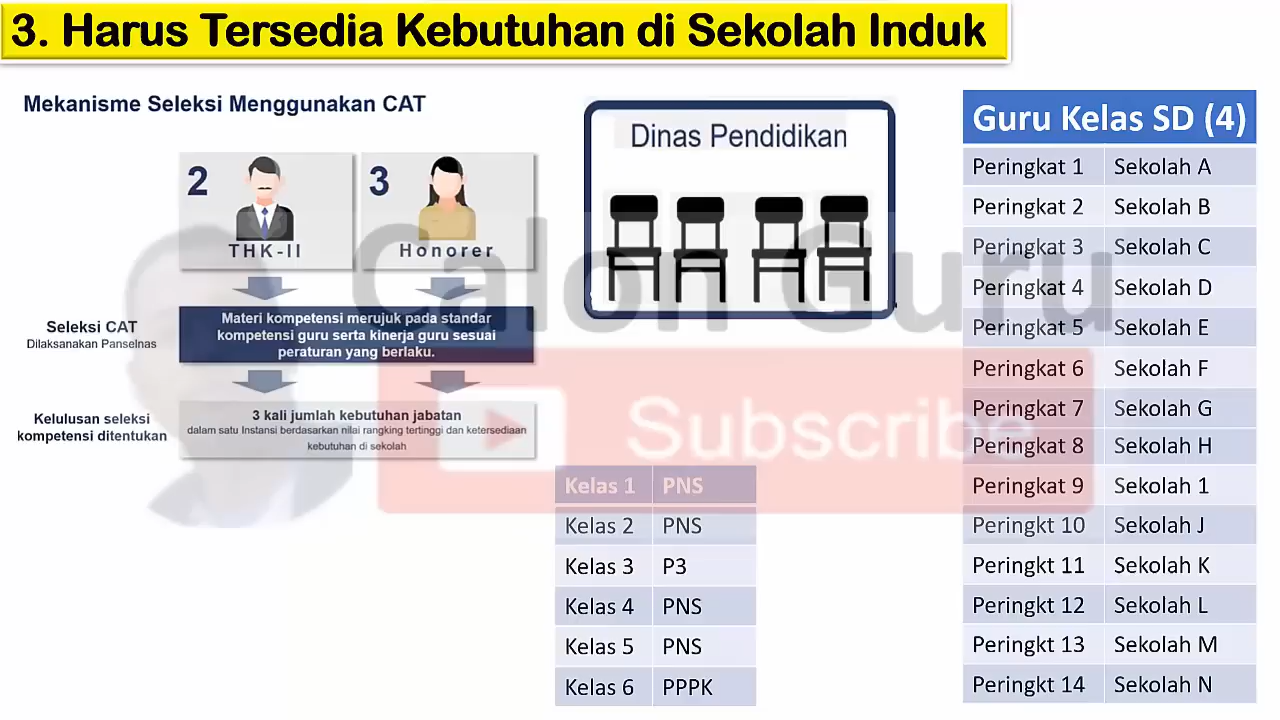 3. Harus Tersedia Kebutuhan di Sekolah Induk
Mekanisme Seleksi Menggunakan CAT
2
THK-II
3
Honorer
Seleksi CAT
Dilaksanakan Panselnas
Materi kompetensi merujuk pada standar
kompetensi guru serta kinerja guru sesuai
peraturan yang berlaku.
Kelulusan seleksi
kompetensi ditentukan
3 kali jumlah kebutuhan jabatan
dalam satu Instansi berdasarkan nilai rangking tertinggi dan ketersediaan
kebutuhan di sekolah
Dinas Pendidikan
Calon Guru
Subscribe
Kelas 1 PNS
Kelas 2 PNS
Kelas 3 P3
Kelas 4 PNS
Kelas 5 PNS
Kelas 6 PPPK
Guru Kelas SD (4)
Peringkat 1 Sekolah A
Peringkat 2 Sekolah B
Peringkat 3 Sekolah C
Peringkat 4 Sekolah D
Peringkat 5 Sekolah E
Peringkat 6 Sekolah F
Peringkat 7 Sekolah G
Peringkat 8 Sekolah H
Peringkat 9 Sekolah 1
Peringkt 10 Sekolah J
Peringkt 11 Sekolah K
Peringkt 12 Sekolah L
Peringkt 13 Sekolah M
Peringkt 14 Sekolah N